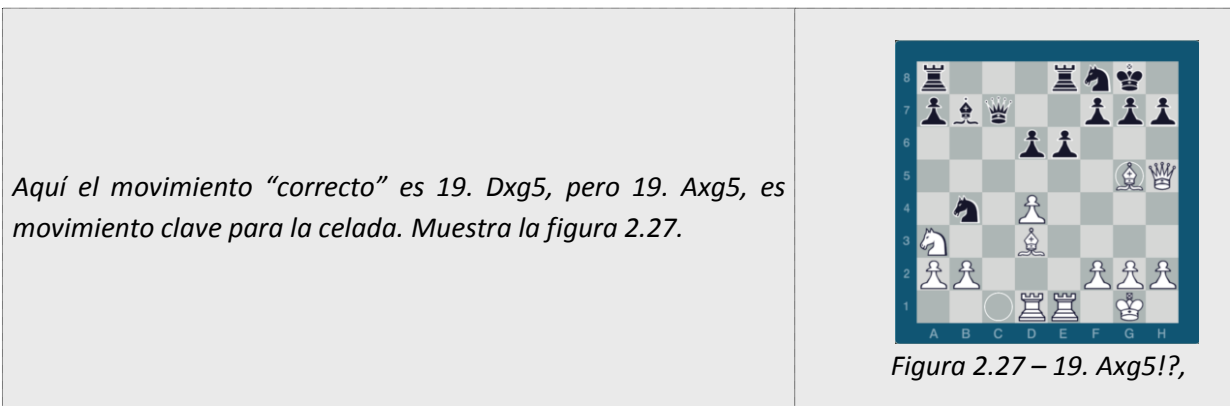 Aquí el movimiento “correcto” es 19. Dxg5, pero 19. Axg5, es
movimiento clave para la celada. Muestra la figura 2.27.
8
7
6
5
4
3
2
1
A B C D E F G H
Figura 2.27 – 19. Axg5!?,